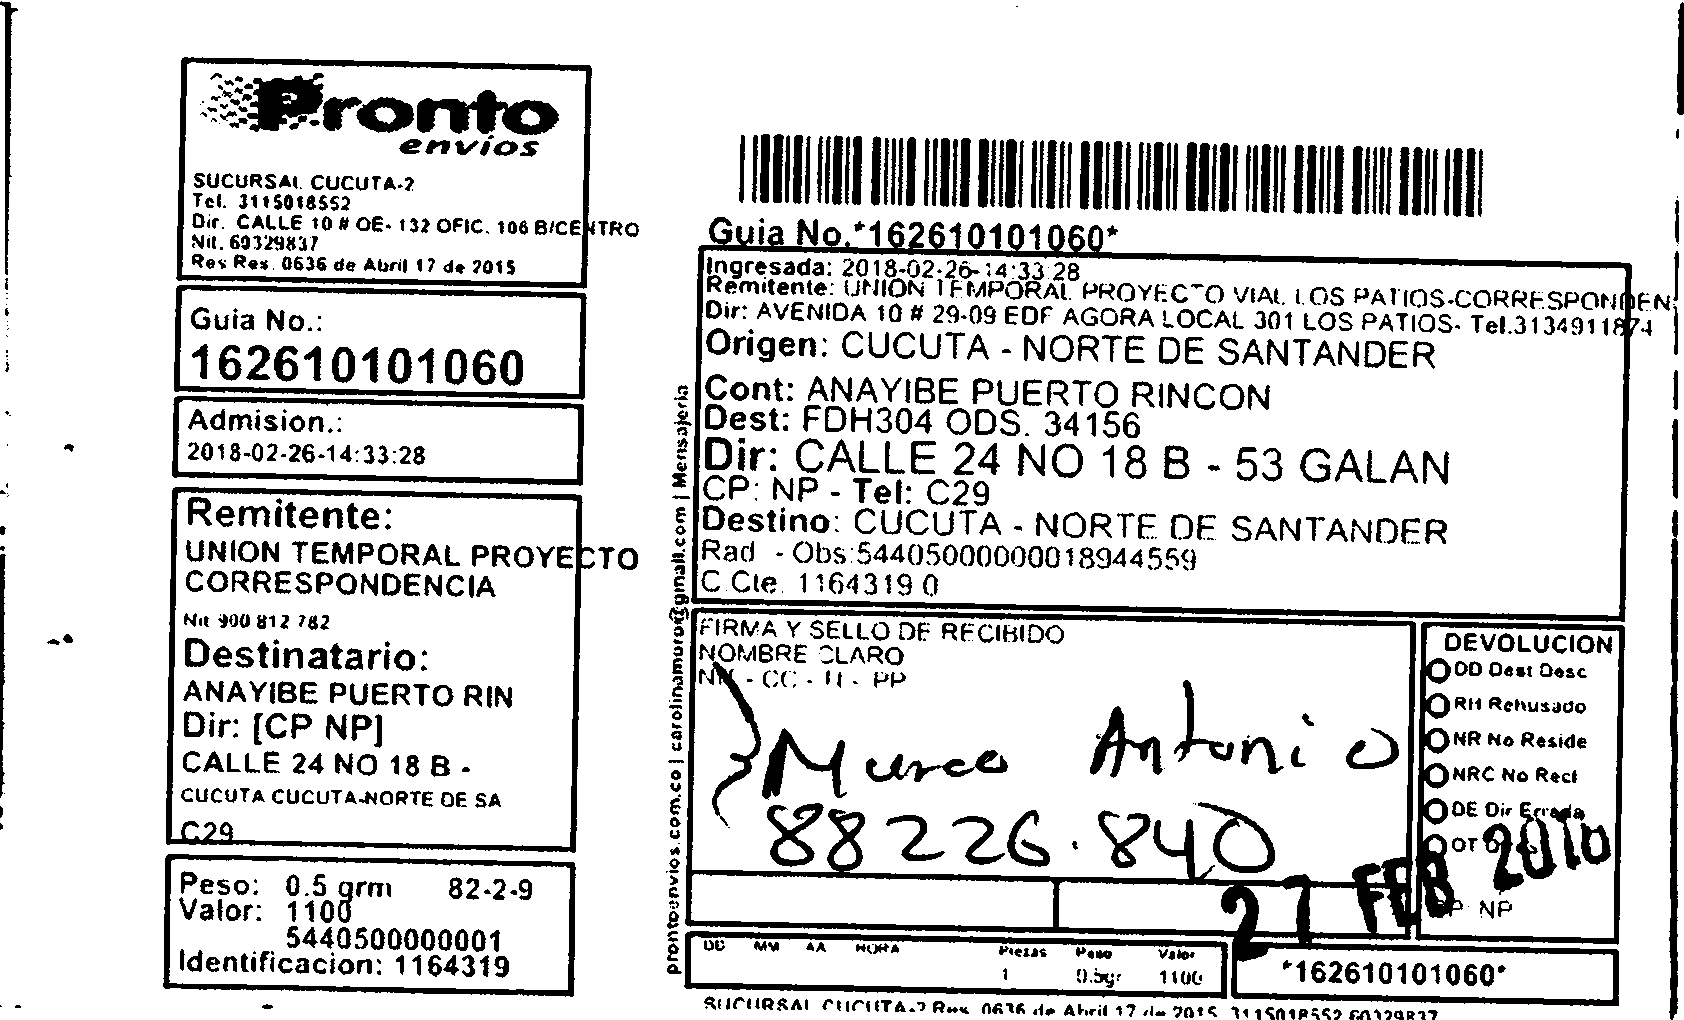 Pronto
envíos
SUCURSAL CUCUTA-2
Tel. 3115018552
Dir. CALLE 10 # OE- 132 OFIC. 106 B/CENTRO
Nit. 60329837
Res Res. 0636 de Abril 17 de 2015
Guia No.:
162610101060
Admision.:
2018-02-26-14:33:28
Remitente:
UNION TEMPORAL PROYECTO
CORRESPONDENCIA
Nit 900 812 782
Destinatario:
ANAYIBE PUERTO RIN
Dir: [CP NP]
CALLE 24 NO 18 B -
CUCUTA CUCUTA-NORTE DE SA
C29
Peso: 0.5 grm 82-2-9
Valor: 1100
5440500000001
Identificacion: 1164319
prontoenvios.com.co | carolinamuro@gmail.com | Mensajeria
Guia No.*162610101060*
Ingresada: 2018-02-26-14:33:28
Remitente: UNION TEMPORAL PROYECTO VIAL LOS PATIOS-CORRESPONDEN
Dir: AVENIDA 10 # 29-09 EDF AGORA LOCAL 301 LOS PATIOS- Tel.3134911874
Origen: CUCUTA - NORTE DE SANTANDER
Cont: ANAYIBE PUERTO RINCON
Dest: FDH304 ODS. 34156
Dir: CALLE 24 NO 18 B - 53 GALAN
CP: NP - Tel: C29
Destino: CUCUTA - NORTE DE SANTANDER
Rad - Obs:54405000000018944559
C.Cte. 1164319 0
FIRMA Y SELLO DE RECIBIDO
NOMBRE CLARO
- CC - TI - PP
Antonio
88226.840
DEVOLUCION
DD Dest Desc
RH Rehusado
NR No Reside
NRC No Recl
DE Dir Errada
OT
NP
27 FEB
DD MM AA HORA Piezas Peso Valor
1 0.5gr 1100
*162610101060*
SUCURSAL CUCUTA-2 Res. 0636 de Abril 17 de 2015 3115018552 60329837